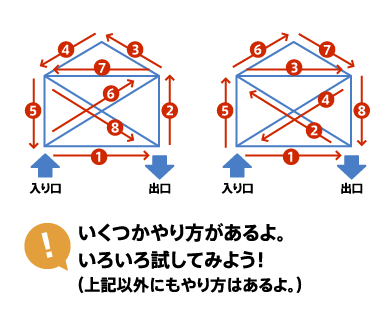 4 3
7
5 6 2
8
1
入り口 出口
6 7
3
5 4 8
2
1
入り口 出口
!
いくつかやり方があるよ。
いろいろ試してみよう！
(上記以外にもやり方はあるよ。)